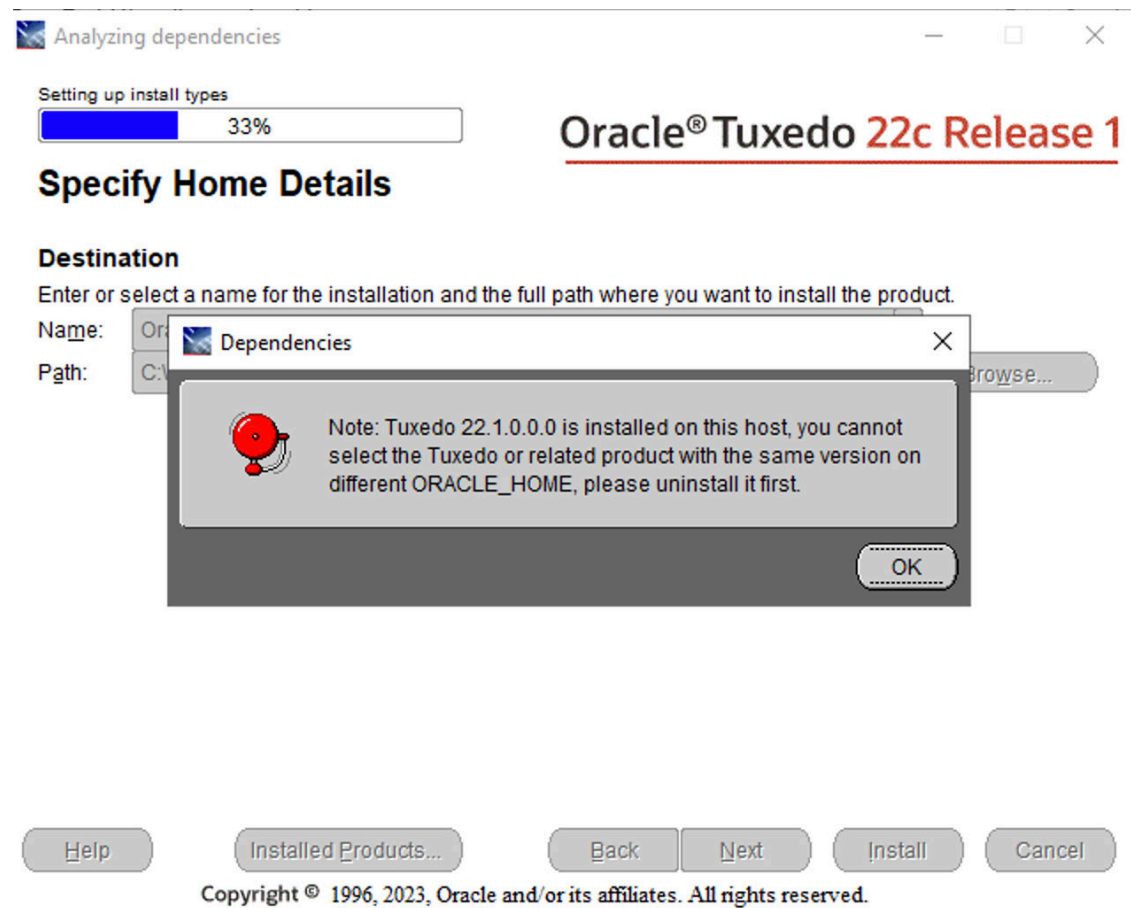 Analyzing dependencies
Setting up install types
33%
Oracle® Tuxedo 22c Release 1
Specify Home Details
Destination
Enter or select a name for the installation and the full path where you want to install the product.
Name:
Path: C:\
Dependencies
Note: Tuxedo 22.1.0.0.0 is installed on this host, you cannot
select the Tuxedo or related product with the same version on
different ORACLE_HOME, please uninstall it first.
OK
Help Installed Products... Back Next Install Cancel
Copyright © 1996, 2023, Oracle and/or its affiliates. All rights reserved.